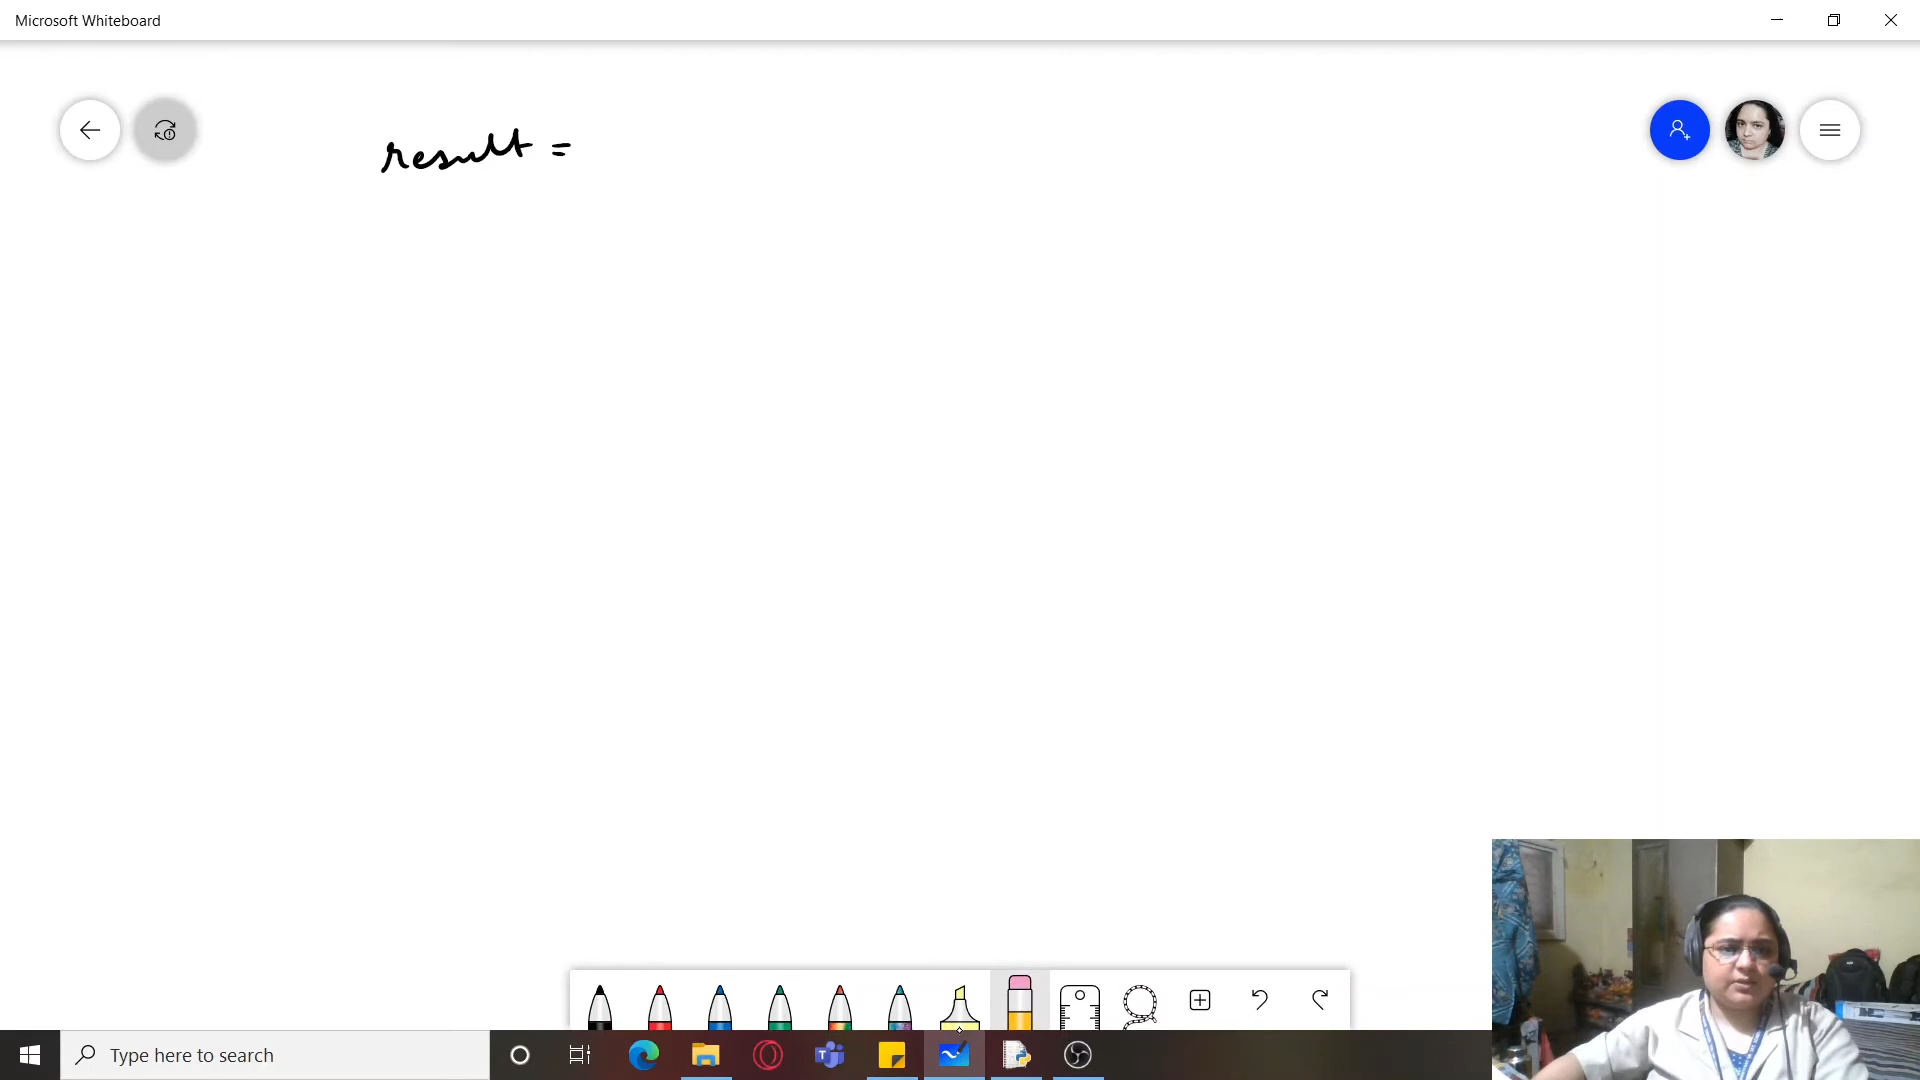 Microsoft Whiteboard
result =
Type here to search